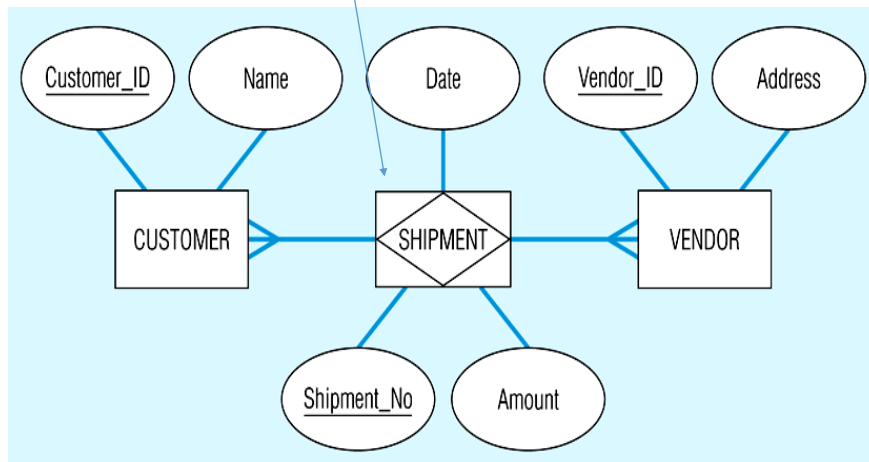 Customer_ID
Name
Date
Vendor_ID
Address
CUSTOMER
SHIPMENT
VENDOR
Shipment_No
Amount